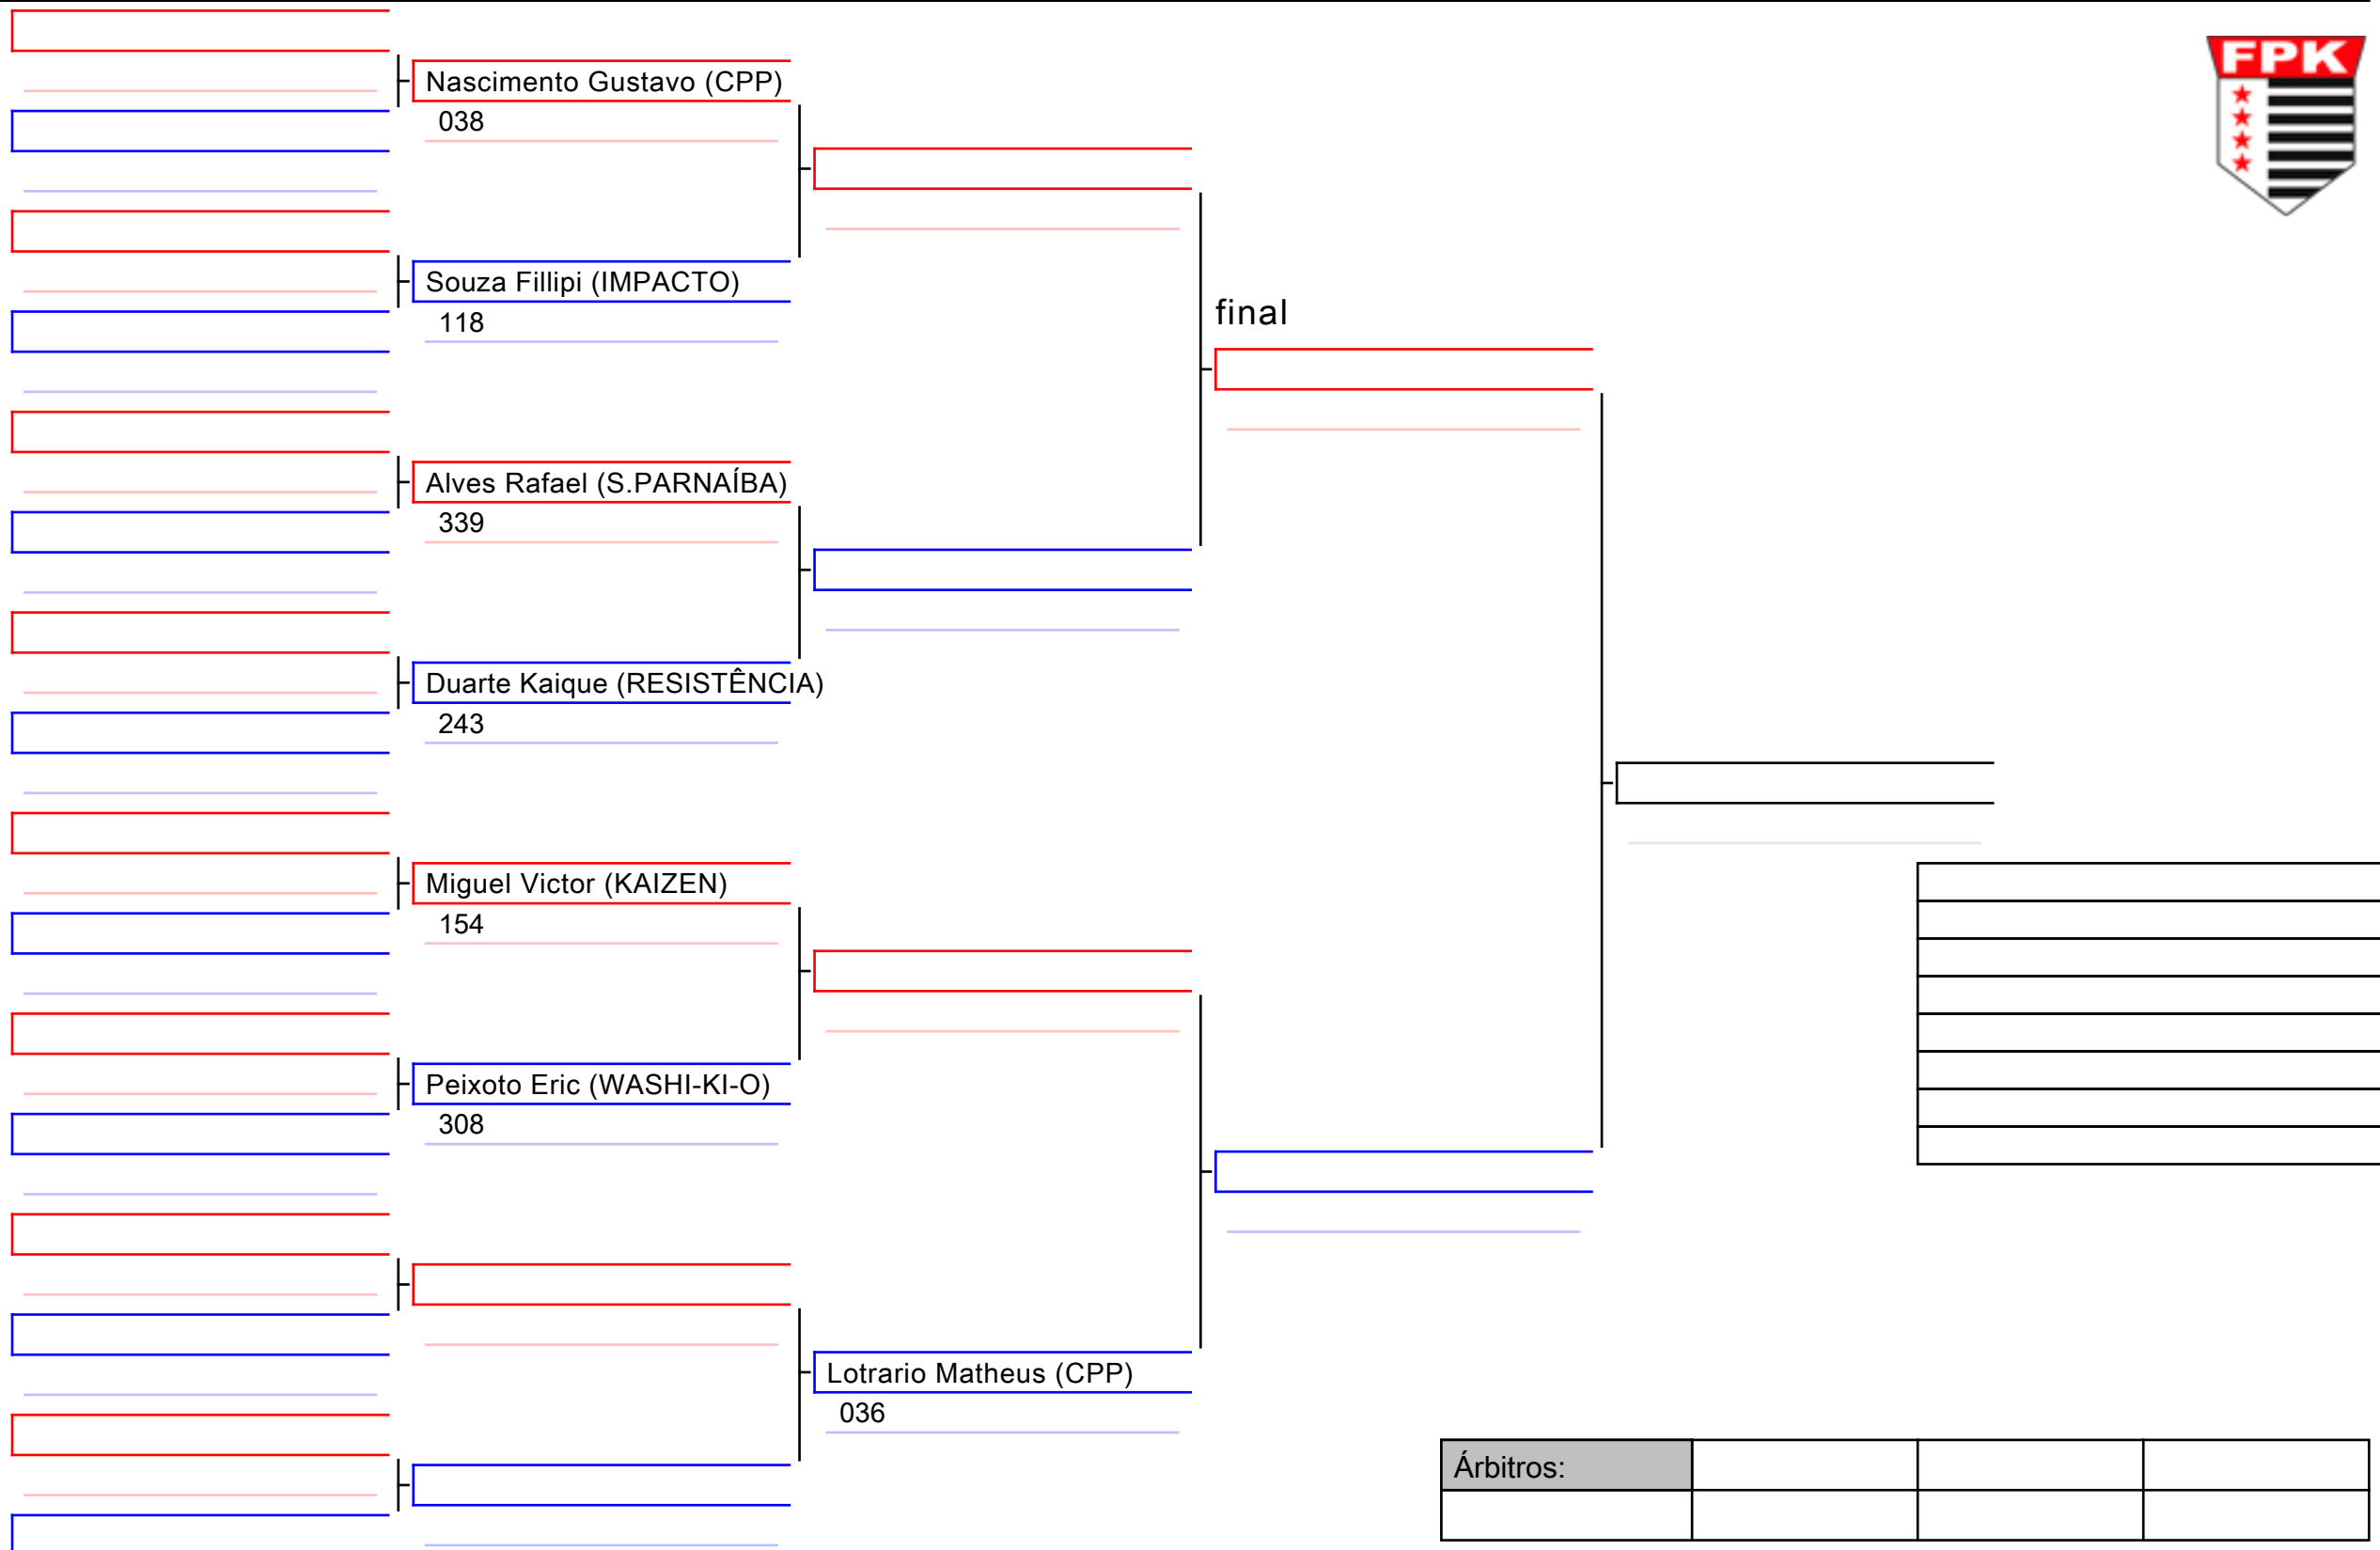 FPK
Nascimento Gustavo (CPP)
038
Souza Fillipi (IMPACTO)
118
final
Alves Rafael (S.PARNAÍBA)
339
Duarte Kaique (RESISTÊNCIA)
243
Miguel Victor (KAIZEN)
154
Peixoto Eric (WASHI-KI-O)
308
Lotrario Matheus (CPP)
036
Árbitros: